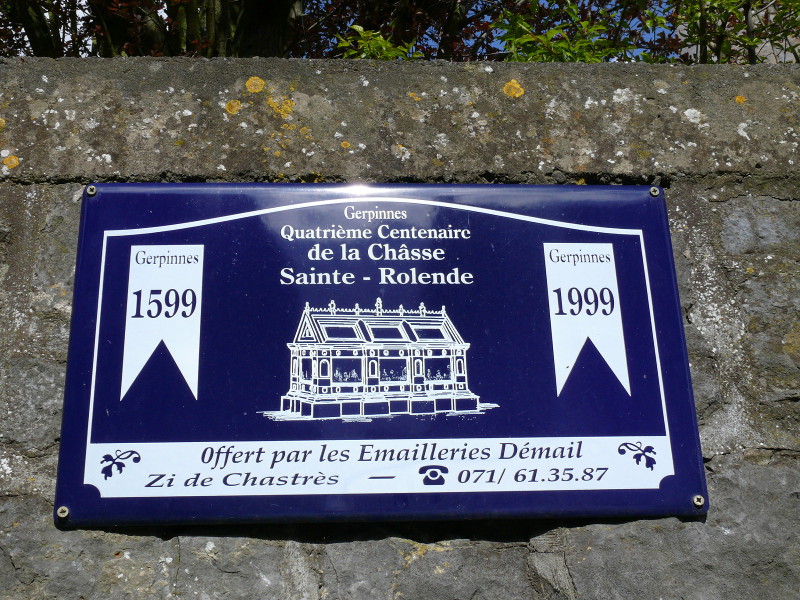 Gerpinnes
Quatrième Centenairc
de la Châsse
Sainte - Rolende
Gerpinnes
1599
Gerpinnes
1999
Offert par les Emailleries Démail
Zi de Chastrès — ☎ 071/ 61.35.87